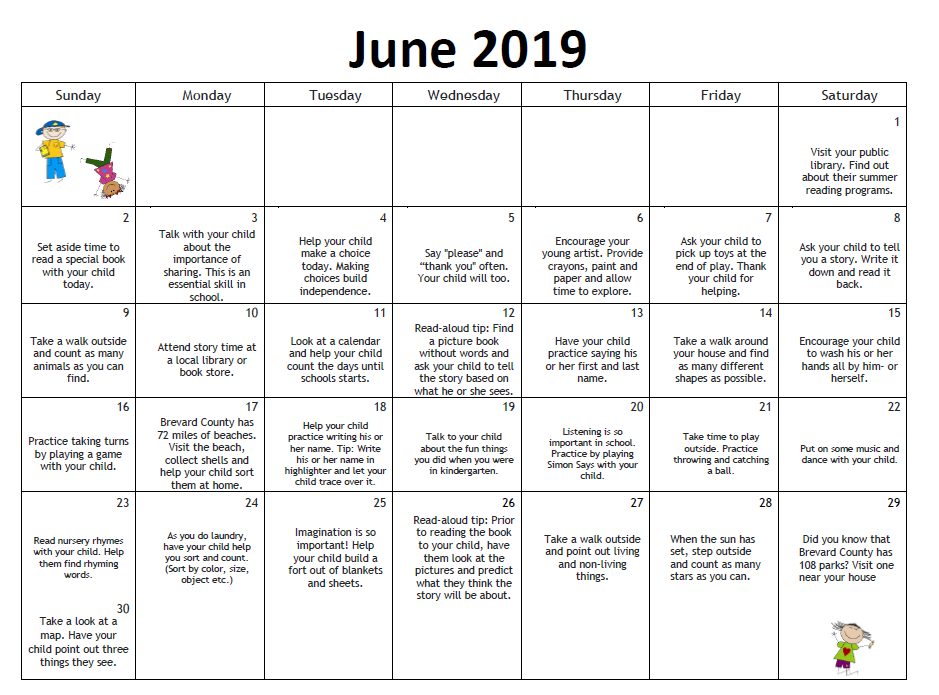 June 2019
Sunday
Monday
Tuesday
Wednesday
Thursday
Friday
Saturday
1
Visit your public
library. Find out
about their summer
reading programs.
2
Set aside time to
read a special book
with your child
today.
3
Talk with your child
about the
importance of
sharing. This is an
essential skill in
school.
4
Help your child
make a choice
today. Making
choices build
independence.
5
Say "please" and
“thank you" often.
Your child will too.
6
Encourage your
young artist. Provide
crayons, paint and
paper and allow
time to explore.
7
Ask your child to
pick up toys at the
end of play. Thank
your child for
helping.
8
Ask your child to tell
you a story. Write it
down and read it
back.
9
Take a walk outside
and count as many
animals as you can
find.
10
Attend story time at
a local library or
book store.
11
Look at a calendar
and help your child
count the days until
schools starts.
12
Read-aloud tip: Find
a picture book
without words and
ask your child to tell
the story based on
what he or she sees.
13
Have your child
practice saying his
or her first and last
name.
14
Take a walk around
your house and find
as many different
shapes as possible.
15
Encourage your child
to wash his or her
hands all by him- or
herself.
16
Practice taking turns
by playing a game
with your child.
17
Brevard County has
72 miles of beaches.
Visit the beach,
collect shells and
help your child sort
them at home.
18
Help your child
practice writing his or
her name. Tip: Write
his or her name in
highlighter and let your
child trace over it.
19
Talk to your child
about the fun things
you did when you were
in kindergarten.
20
Listening is so
important in school.
Practice by playing
Simon Says with your
child.
21
Take time to play
outside. Practice
throwing and catching
a ball.
22
Put on some music and
dance with your child.
23
Read nursery rhymes
with your child. Help
them find rhyming
words.
24
As you do laundry,
have your child help
you sort and count.
(Sort by color, size,
object etc.)
25
Imagination is so
important! Help
your child build a
fort out of blankets
and sheets.
26
Read-aloud tip: Prior
to reading the book
to your child, have
them look at the
pictures and predict
what they think the
story will be about.
27
Take a walk outside
and point out living
and non-living
things.
28
When the sun has
set, step outside
and count as many
stars as you can.
29
Did you know that
Brevard County has
108 parks? Visit one
near your house
30
Take a look at a
map. Have your
child point out three
things they see.